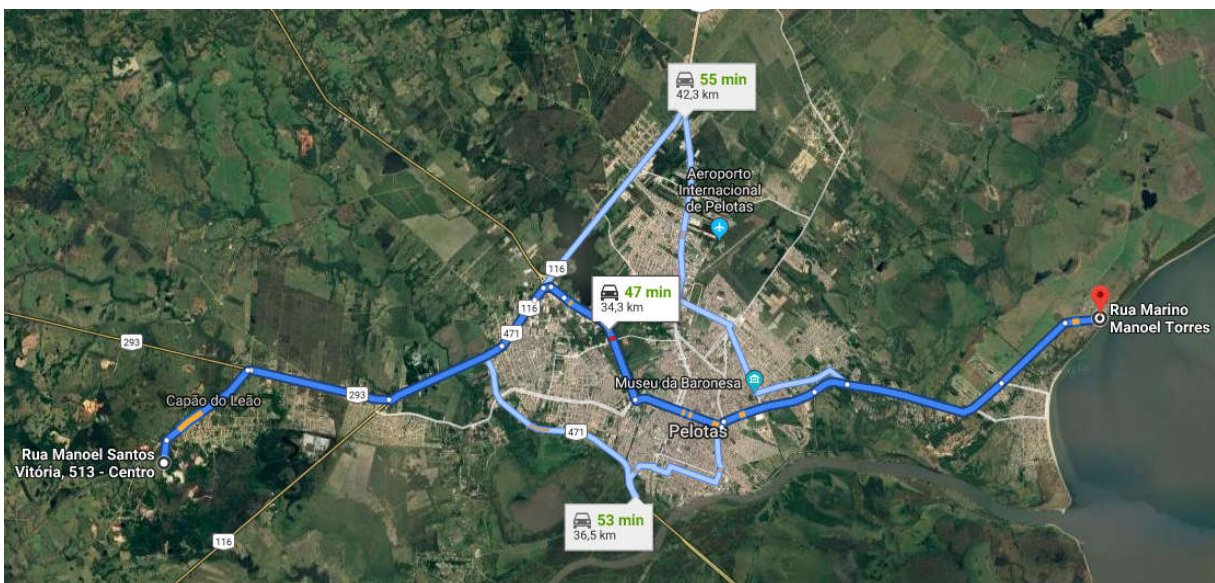 55 min
42,3 km
Aeroporto
Internacional
de Pelotas
116
47 min
34,3 km
116
471
293
Rua Marino
Manoel Torres
Museu da Baronesa
293
Capão do Leão
471
Pelotas
Rua Manoel Santos
Vitória, 513 - Centro
53 min
36,5 km
116